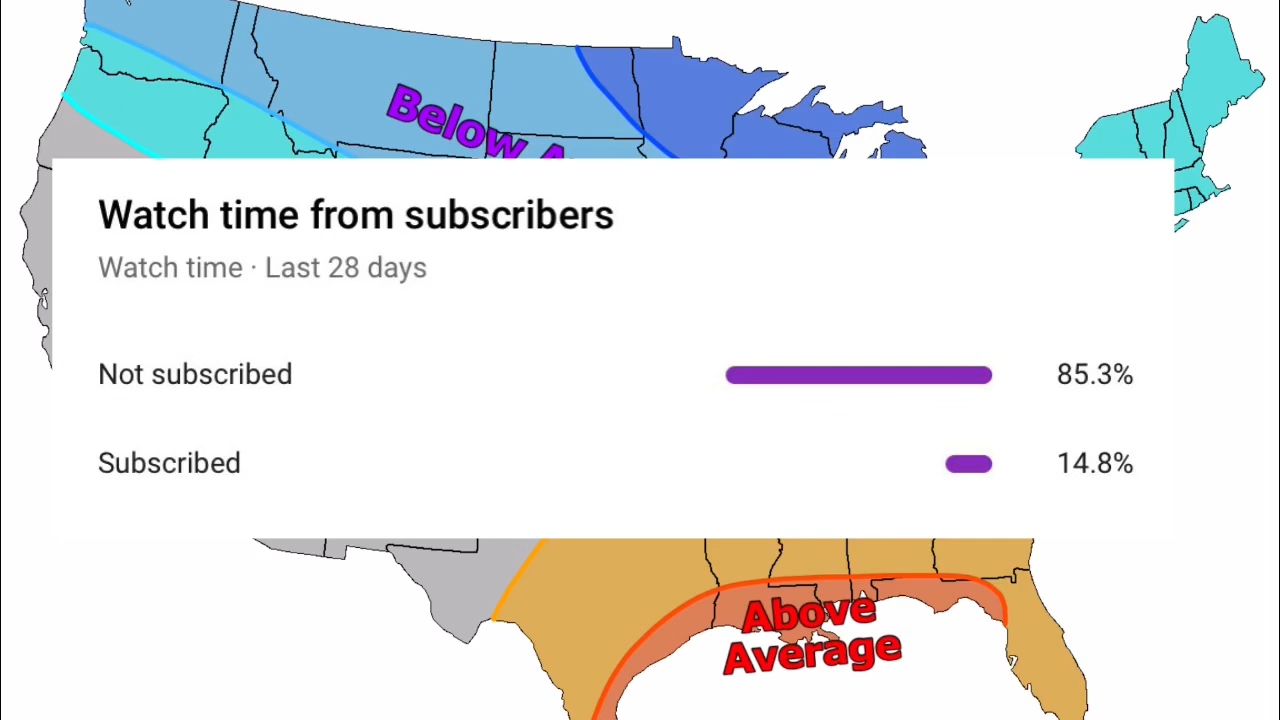 Below
Watch time from subscribers
Watch time · Last 28 days
Not subscribed 85.3%
Subscribed 14.8%
Above
Average